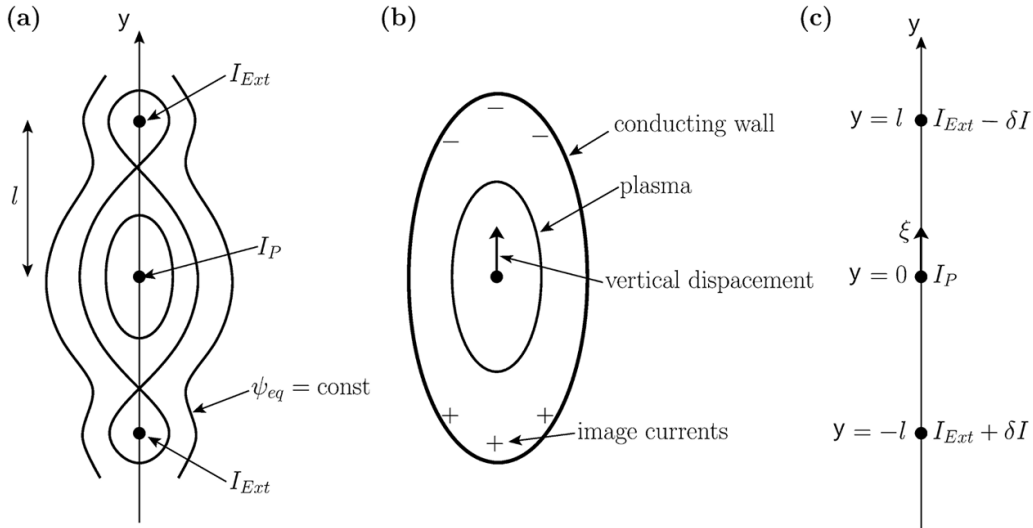 (a)
y
I_Ext
l
I_P
ψ_eq = const
I_Ext
(b)
conducting wall
plasma
vertical dispacement
image currents
− − −
+ + +
(c)
y
y = l I_Ext − δI
ξ
y = 0 I_P
y = −l I_Ext + δI